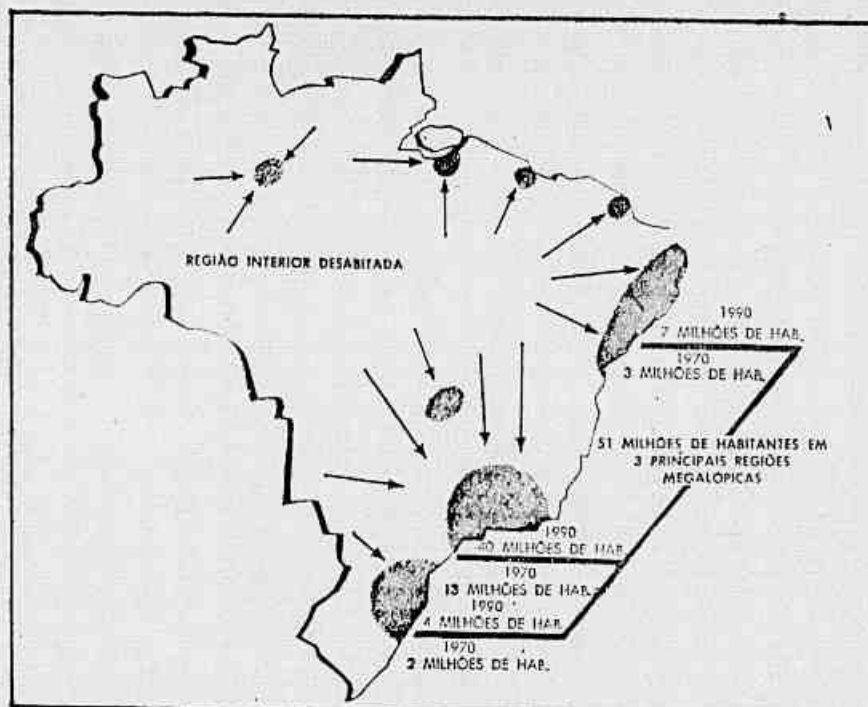 REGIÃO INTERIOR DESABITADA
1990
7 MILHÕES DE HAB.
1970
3 MILHÕES DE HAB.
51 MILHÕES DE HABITANTES EM
3 PRINCIPAIS REGIÕES
MEGALOPICAS
1990
40 MILHÕES DE HAB.
1970
13 MILHÕES DE HAB.
1990
4 MILHÕES DE HAB.
1970
2 MILHÕES DE HAB.